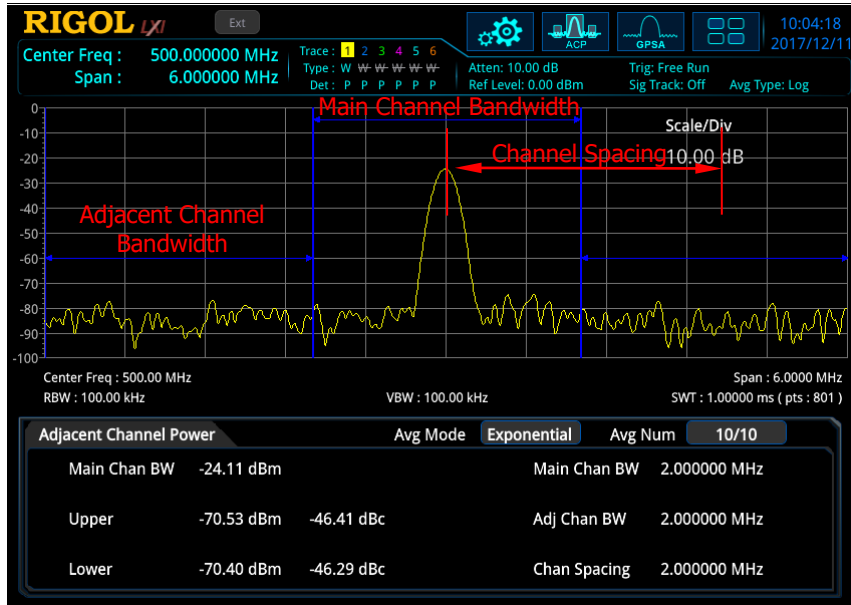 RIGOL LXI Ext ACP GPSA 10:04:18
2017/12/11
Center Freq : 500.000000 MHz
Span : 6.000000 MHz
Trace : 1 2 3 4 5 6
Type : W W W W W W
Det : P P P P P P
Atten: 10.00 dB Trig: Free Run
Ref Level: 0.00 dBm Sig Track: Off Avg Type: Log
Main Channel Bandwidth
Scale/Div
10.00 dB
Channel Spacing
Adjacent Channel
Bandwidth
0
-10
-20
-30
-40
-50
-60
-70
-80
-90
-100
Center Freq : 500.00 MHz Span : 6.0000 MHz
RBW : 100.00 kHz VBW : 100.00 kHz SWT : 1.00000 ms ( pts : 801 )
Adjacent Channel Power Avg Mode Exponential Avg Num 10/10
Main Chan BW -24.11 dBm Main Chan BW 2.000000 MHz
Upper -70.53 dBm -46.41 dBc Adj Chan BW 2.000000 MHz
Lower -70.40 dBm -46.29 dBc Chan Spacing 2.000000 MHz